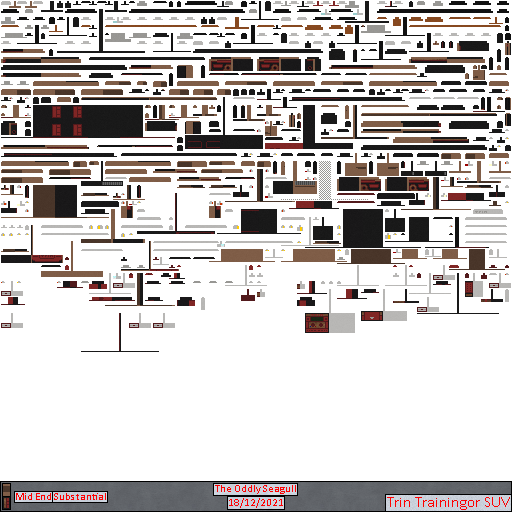 The Oddly Seagull
Mid End Substantial
18/12/2021
Trin Trainingor SUV